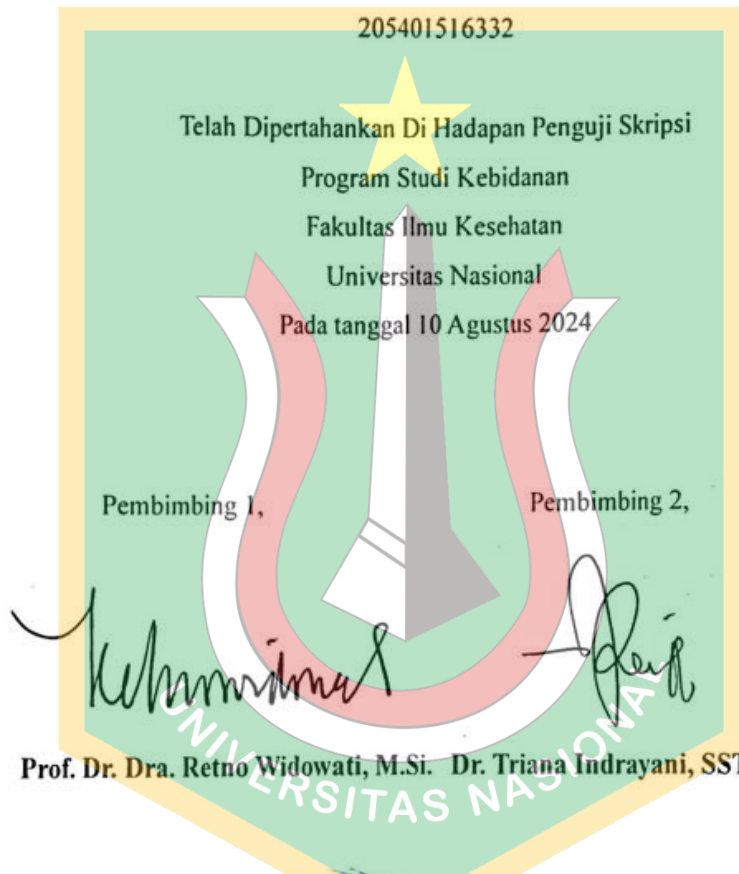 205401516332
Telah Dipertahankan Di Hadapan Penguji Skripsi
Program Studi Kebidanan
Fakultas Ilmu Kesehatan
Universitas Nasional
Pada tanggal 10 Agustus 2024
Pembimbing 1, Pembimbing 2,
Prof. Dr. Dra. Retno Widowati, M.Si. Dr. Triana Indrayani, SST
UNIVERSITAS NASIONAL